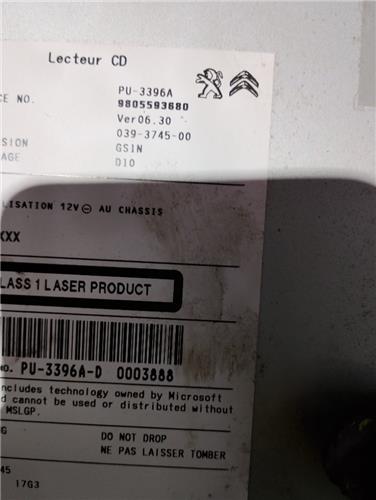 Lecteur CD
CE NO.
PU-3396A
9805593680
Ver06.30
039-3745-00
SION GSIN
AGE DIO
LISATION 12V ⊖ AU CHASSIS
XXX
LASS 1 LASER PRODUCT
NO. PU-3396A-D 0003888
ncludes technology owned by Microsoft
d cannot be used or distributed without
MSLGP.
G DO NOT DROP
NE PAS LAISSER TOMBER
45
17G3